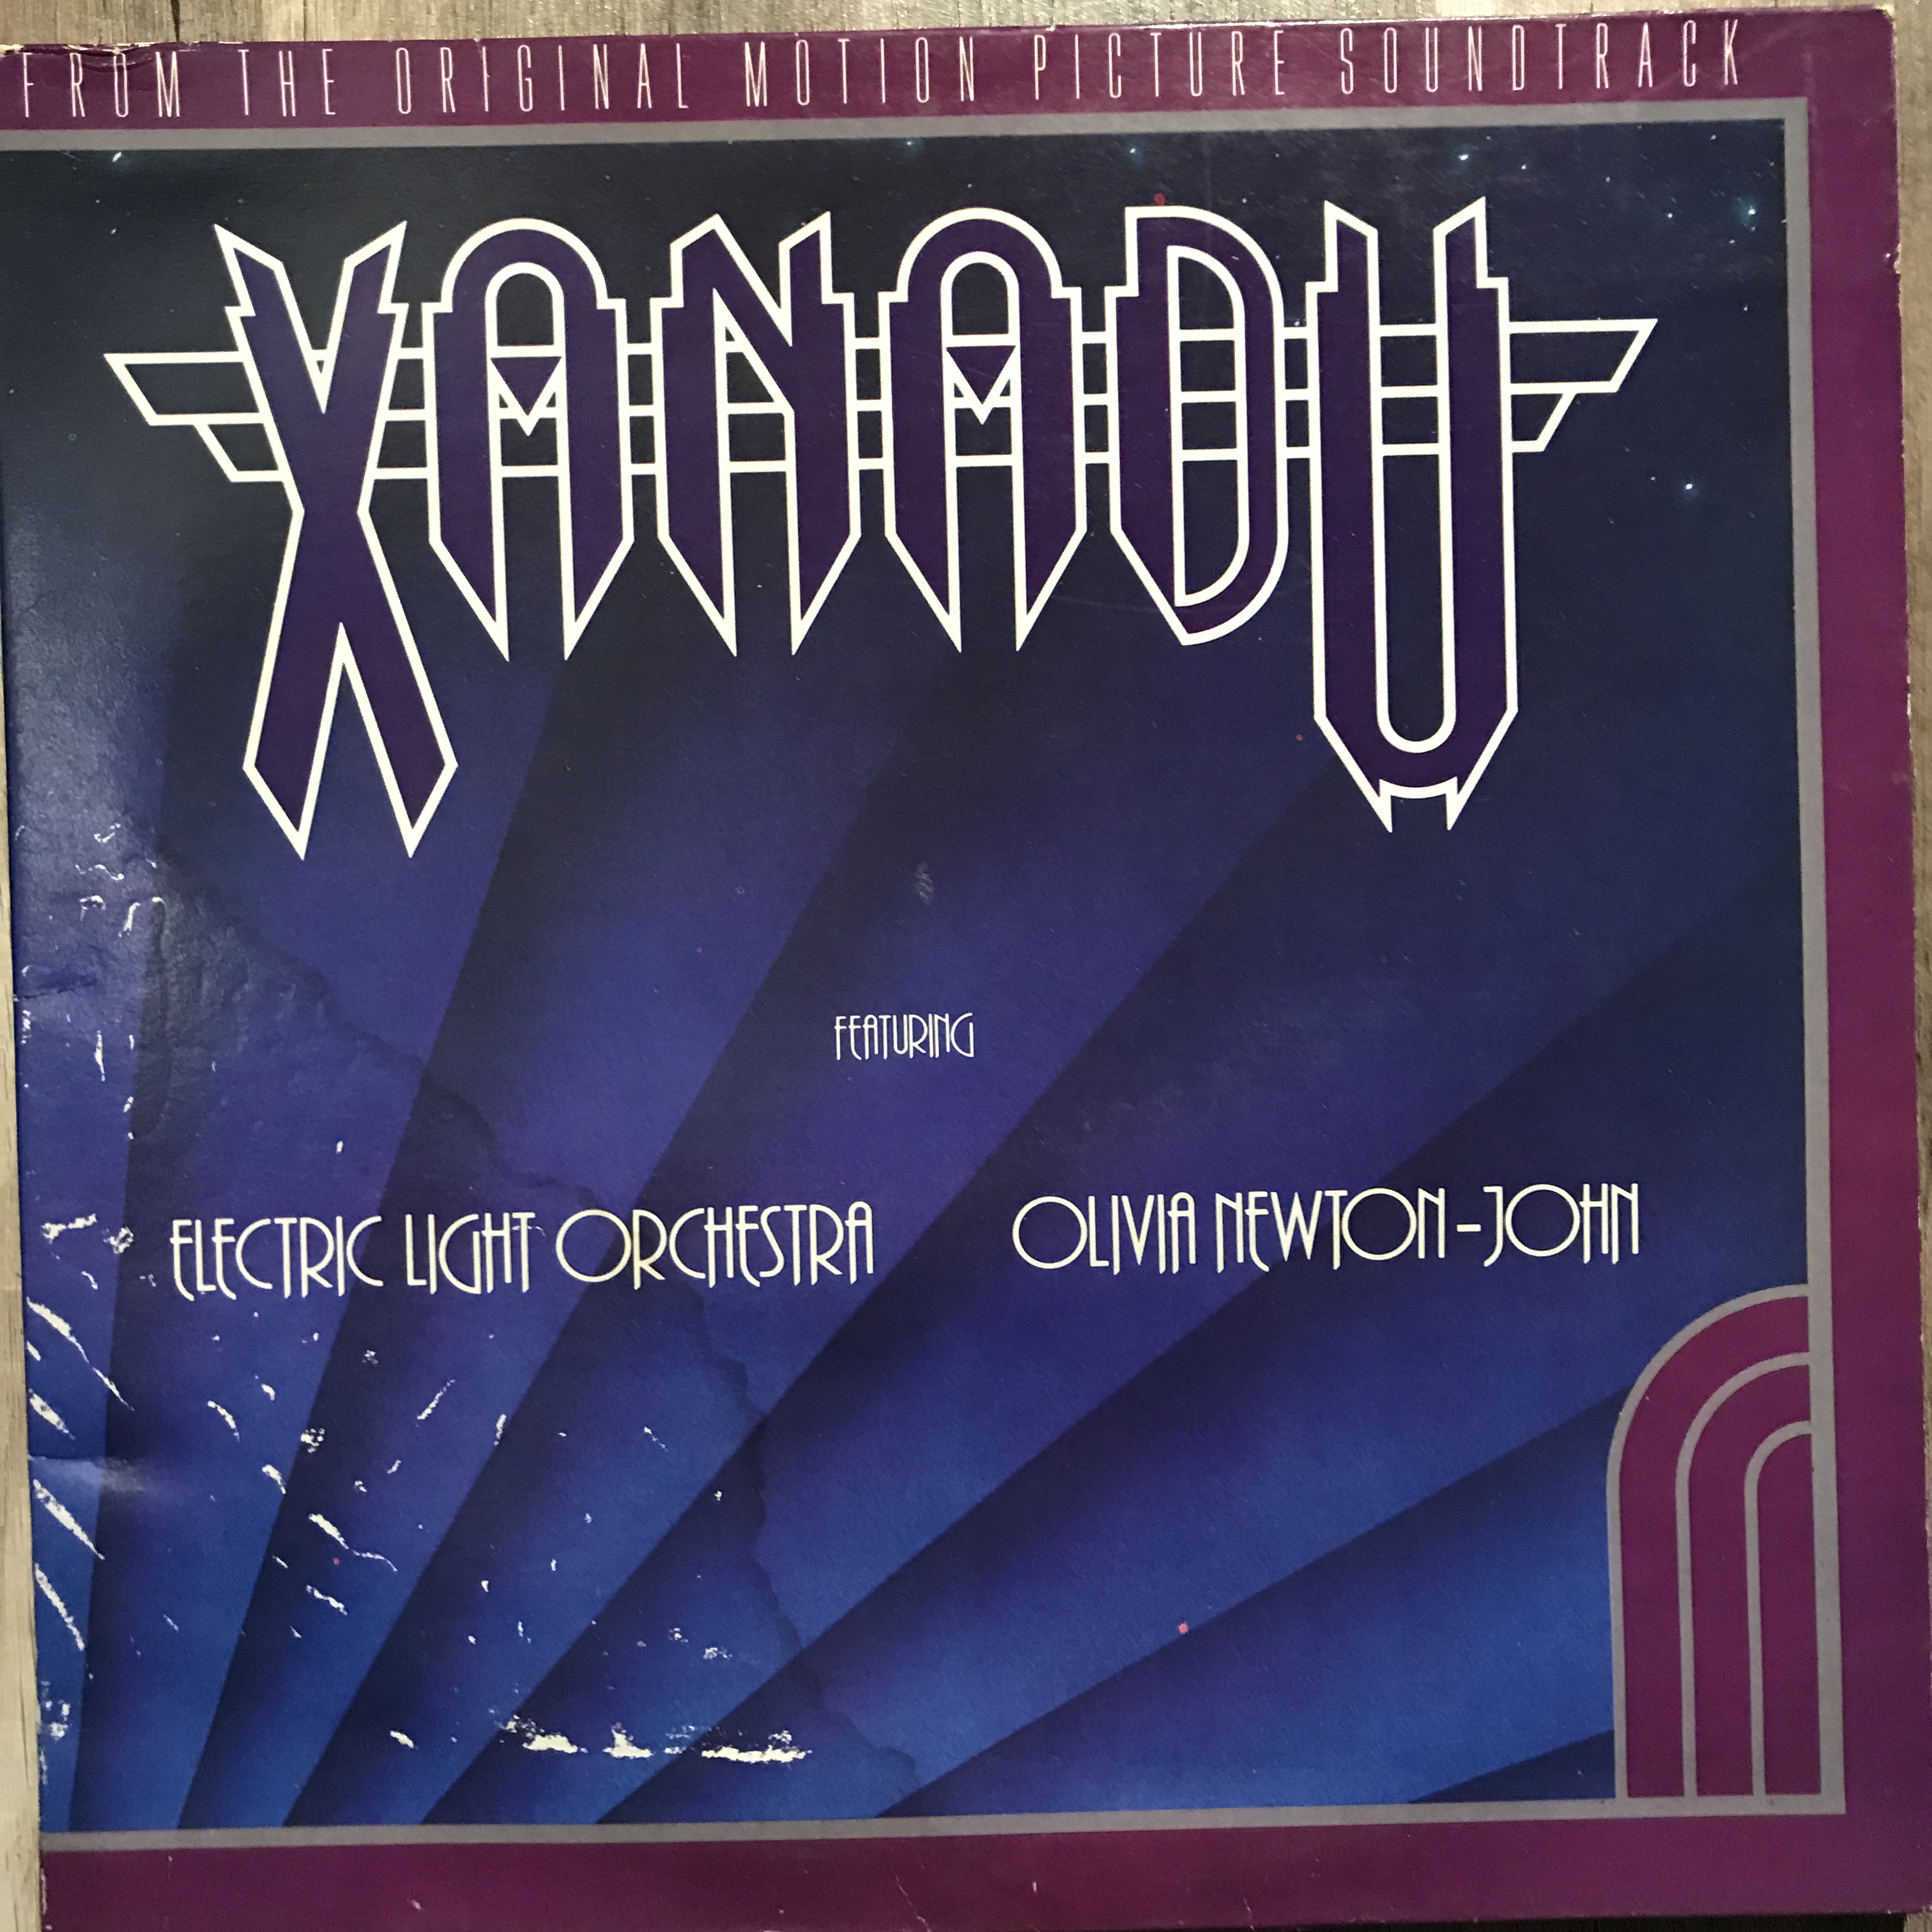 FROM THE ORIGINAL MOTION PICTURE SOUNDTRACK
XANADU
FEATURING
ELECTRIC LIGHT ORCHESTRA OLIVIA NEWTON-JOHN